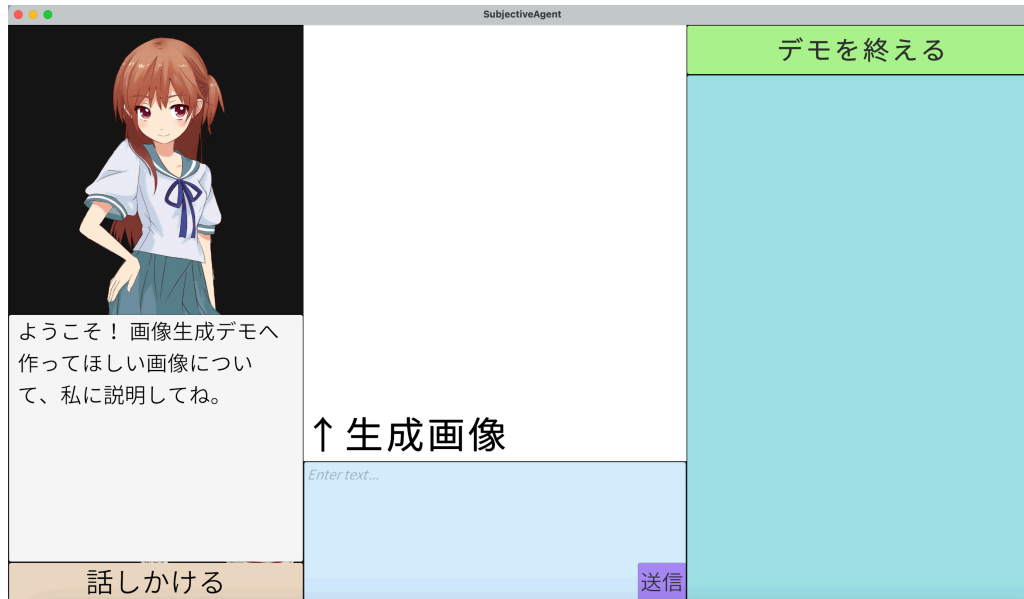 SubjectiveAgent
ようこそ！ 画像生成デモへ
作ってほしい画像につい
て、私に説明してね。
話しかける
↑生成画像
Enter text...
送信
デモを終える